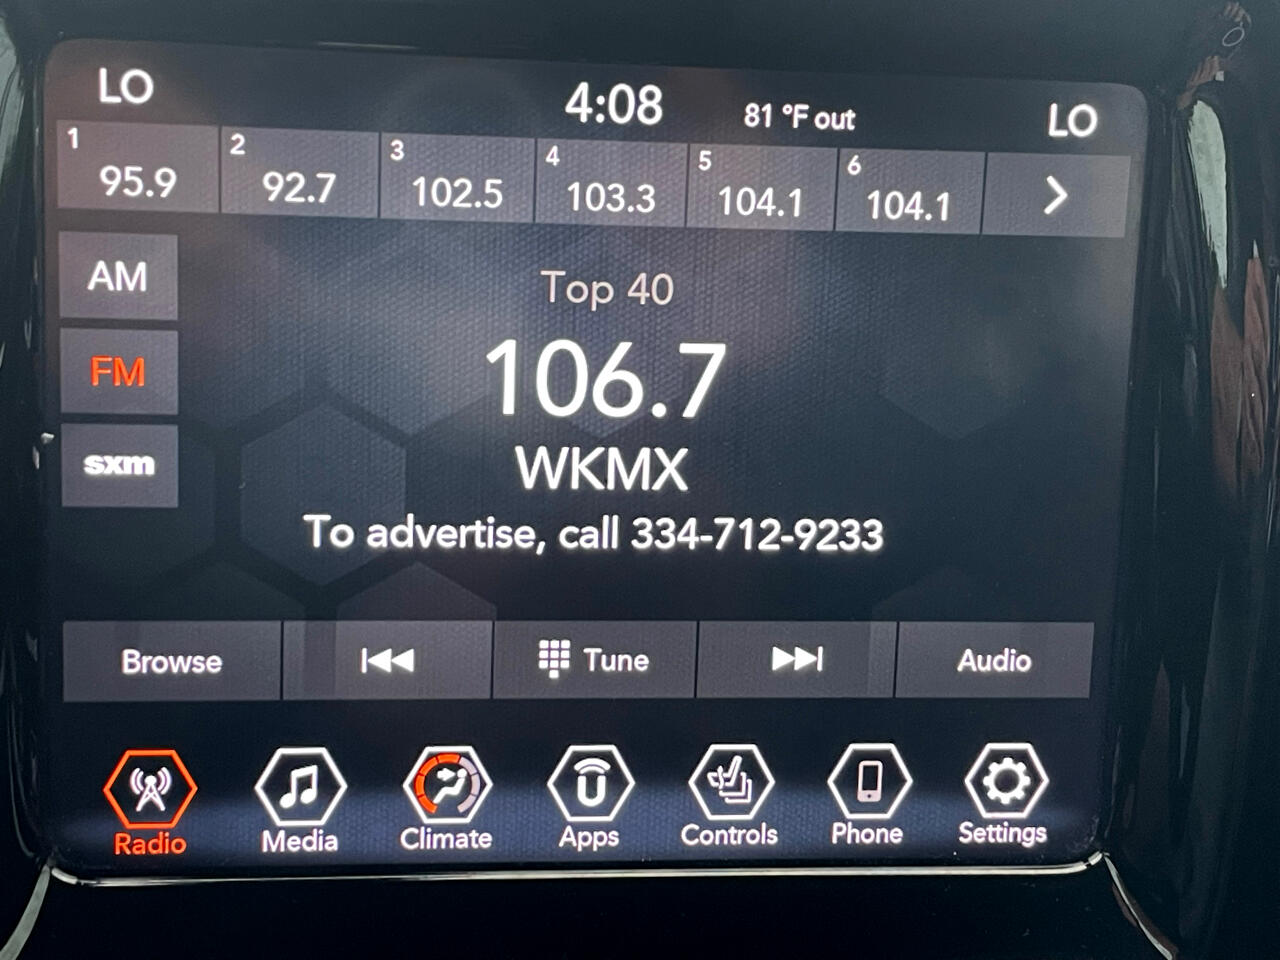 LO 4:08 81 °F out LO
1 2 3 4 5 6
95.9 92.7 102.5 103.3 104.1 104.1
AM
FM
sxm
Top 40
106.7
WKMX
To advertise, call 334-712-9233
Browse Tune Audio
Radio Media Climate Apps Controls Phone Settings